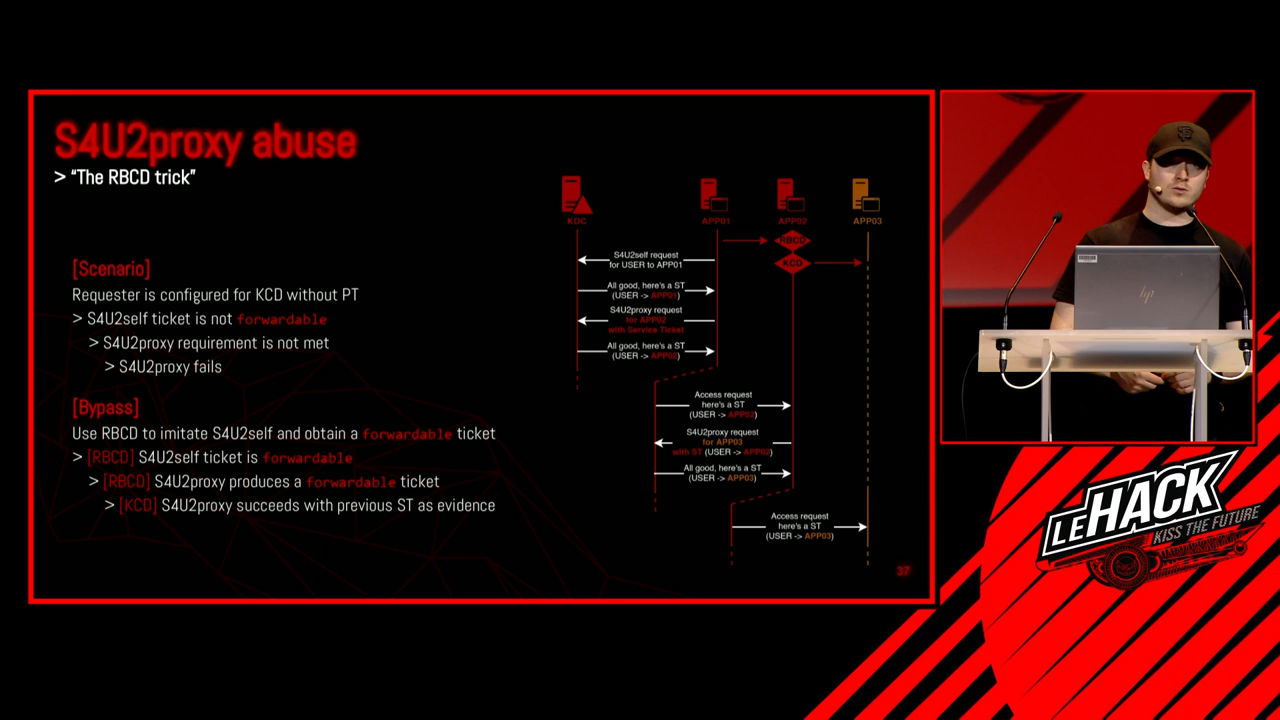 S4U2proxy abuse
> “The RBCD trick”
[Scenario]
Requester is configured for KCD without PT
> S4U2self ticket is not forwardable
> S4U2proxy requirement is not met
> S4U2proxy fails
[Bypass]
Use RBCD to imitate S4U2self and obtain a forwardable ticket
> [RBCD] S4U2self ticket is forwardable
> [RBCD] S4U2proxy produces a forwardable ticket
> [KCD] S4U2proxy succeeds with previous ST as evidence
KDC
APP01
APP02
APP03
RBCD
KCD
S4U2self request
for USER to APP01
All good, here's a ST
(USER -> APP01)
S4U2proxy request
for APP02
with Service Ticket
All good, here's a ST
(USER -> APP02)
Access request
here's a ST
(USER -> APP02)
S4U2proxy request
for APP03
with ST (USER -> APP02)
All good, here's a ST
(USER -> APP03)
Access request
here's a ST
(USER -> APP03)
37
hp
LEHACK
KISS THE FUTURE